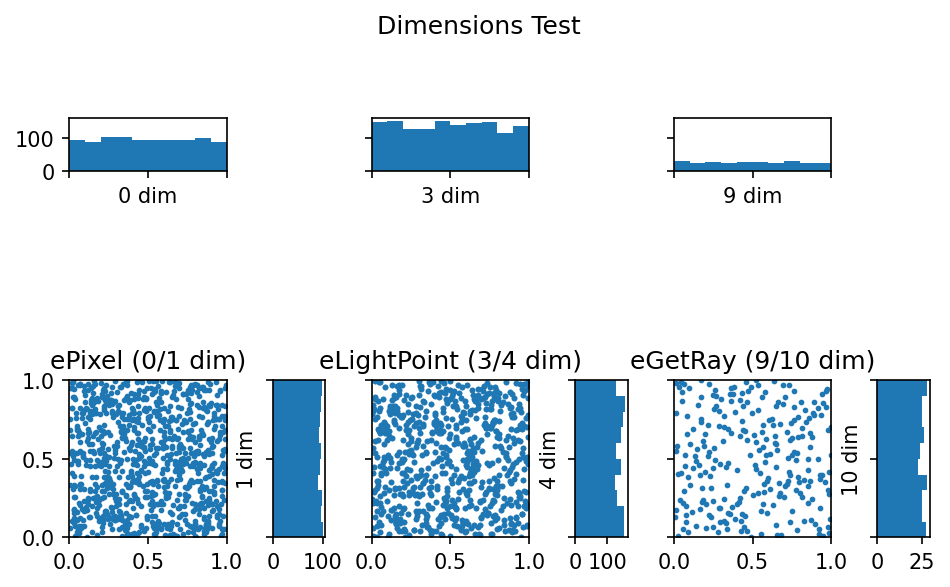 Dimensions Test
100
0
0 dim
3 dim
9 dim
ePixel (0/1 dim)
eLightPoint (3/4 dim)
eGetRay (9/10 dim)
1.0
0.5
0.0
0.0 0.5 1.0
1 dim
0 100
0.0 0.5 1.0
4 dim
0 100
0.0 0.5 1.0
10 dim
0 25